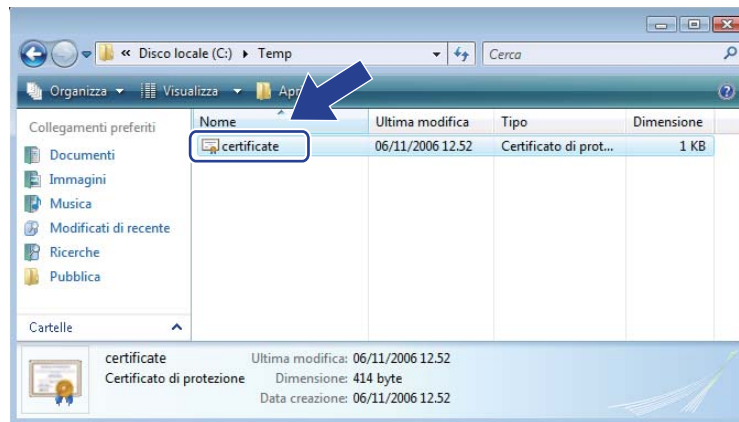 « Disco locale (C:) Temp Cerca
Organizza Visualizza
Collegamenti preferiti
Documenti
Immagini
Musica
Modificati di recente
Ricerche
Pubblica
Cartelle
Nome Ultima modifica Tipo Dimensione
certificate 06/11/2006 12.52 Certificato di prot... 1 KB
certificate
Certificato di protezione
Ultima modifica: 06/11/2006 12.52
Dimensione: 414 byte
Data creazione: 06/11/2006 12.52